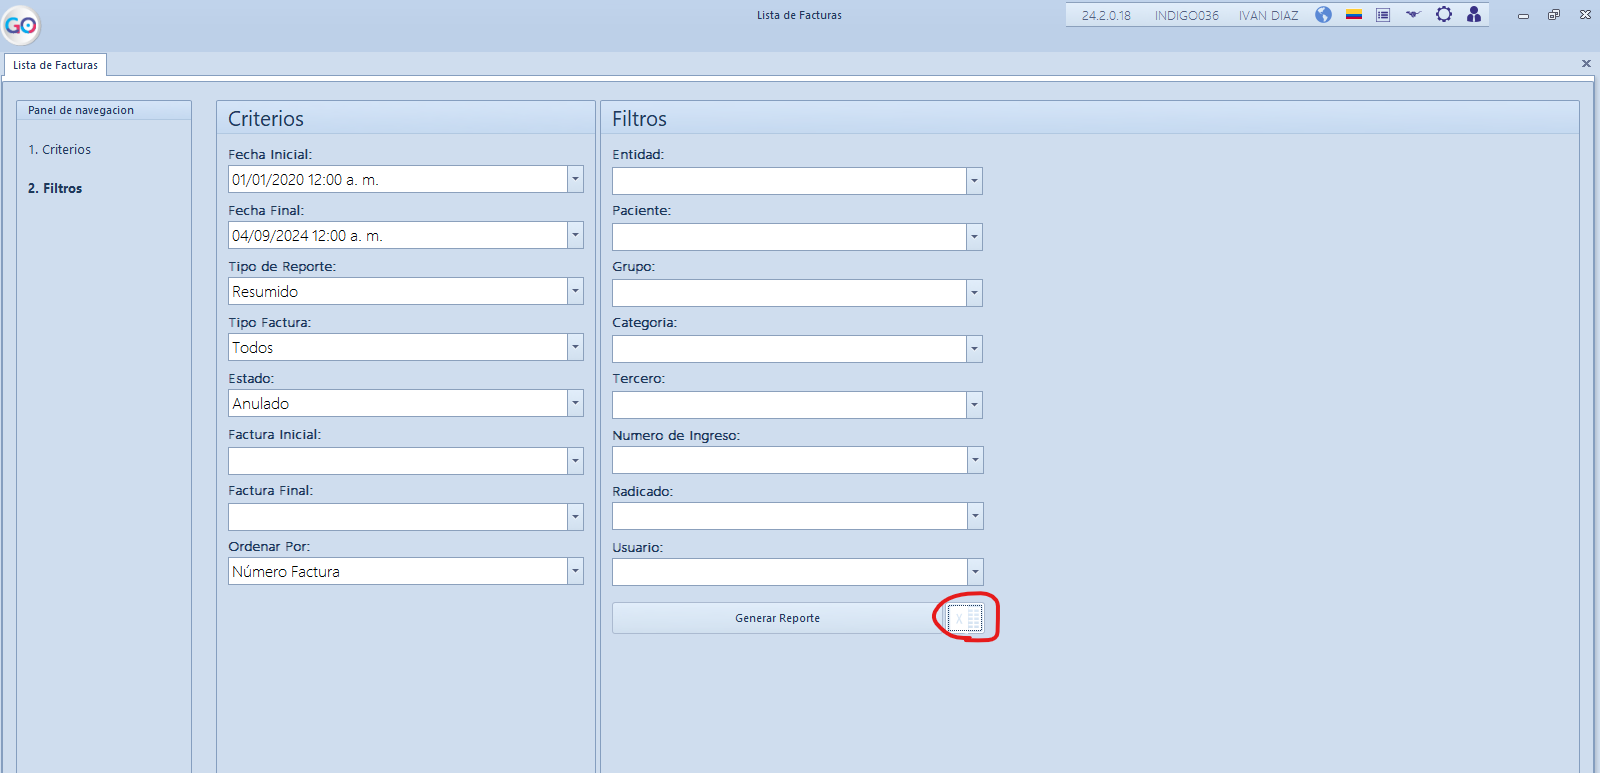 GO
Lista de Facturas
24.2.0.18
INDIGO036
IVAN DIAZ
Lista de Facturas
Panel de navegacion
1. Criterios
2. Filtros
Criterios
Fecha Inicial:
01/01/2020 12:00 a. m.
Fecha Final:
04/09/2024 12:00 a. m.
Tipo de Reporte:
Resumido
Tipo Factura:
Todos
Estado:
Anulado
Factura Inicial:
Factura Final:
Ordenar Por:
Número Factura
Filtros
Entidad:
Paciente:
Grupo:
Categoria:
Tercero:
Numero de Ingreso:
Radicado:
Usuario:
Generar Reporte
X